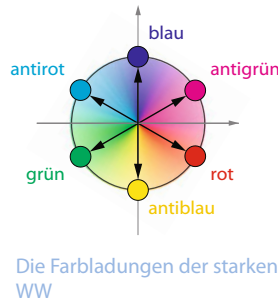 blau
antirot
antigrün
grün
rot
antiblau
Die Farbladungen der starken
WW